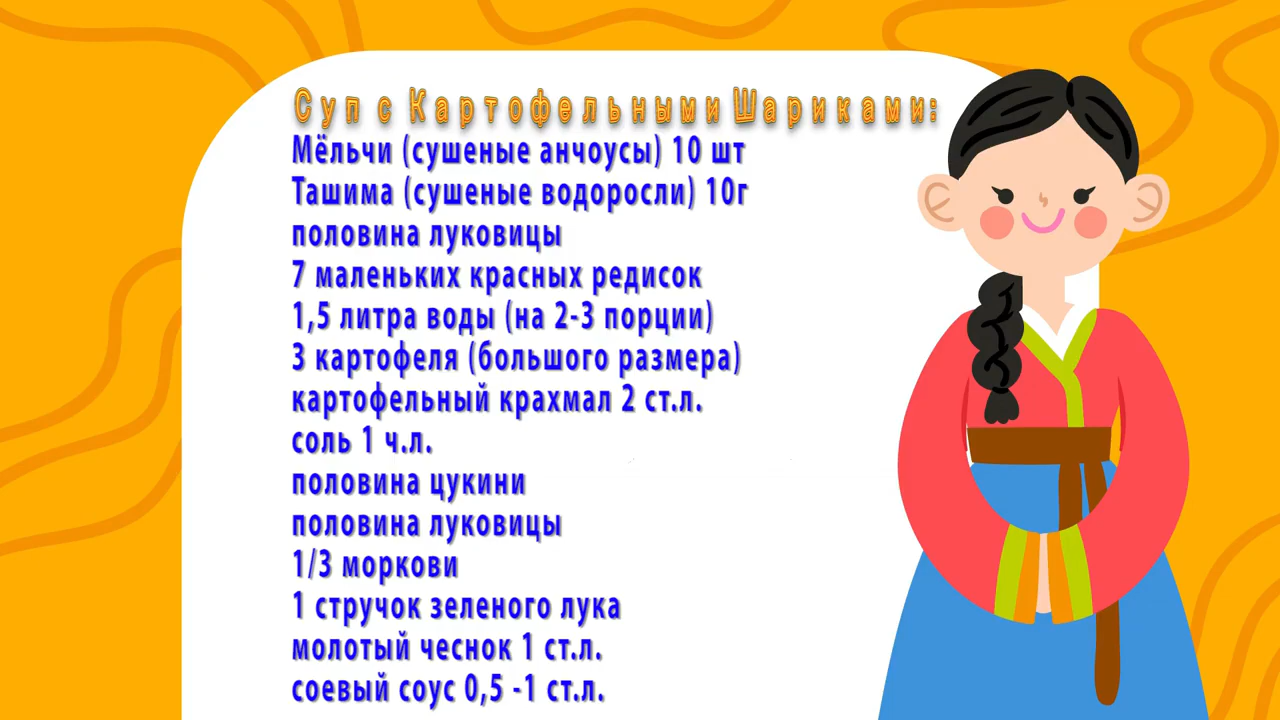 Суп с Картофельными Шариками:
Мёльчи (сушеные анчоусы) 10 шт
Ташима (сушеные водоросли) 10г
половина луковицы
7 маленьких красных редисок
1,5 литра воды (на 2-3 порции)
3 картофеля (большого размера)
картофельный крахмал 2 ст.л.
соль 1 ч.л.
половина цукини
половина луковицы
1/3 моркови
1 стручок зеленого лука
молотый чеснок 1 ст.л.
соевый соус 0,5 -1 ст.л.